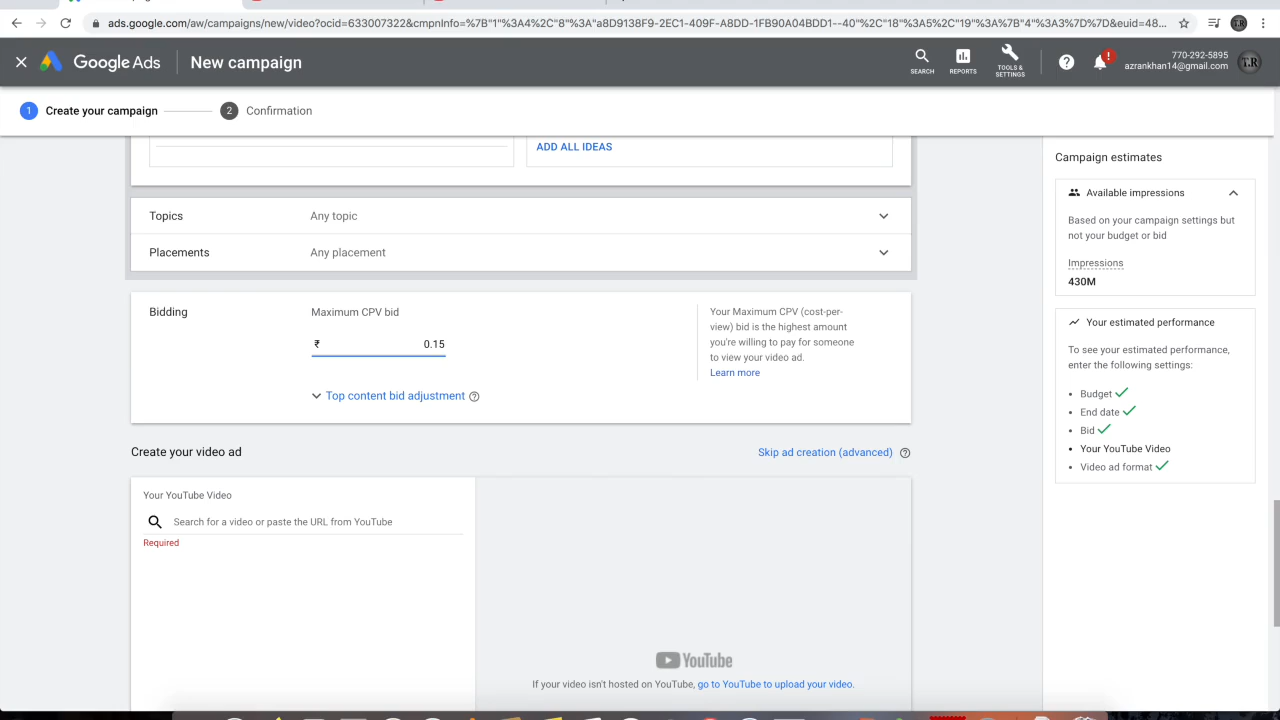 ads.google.com/aw/campaigns/new/video?ocid=633007322&cmpnInfo=%7B"1"%3A4%2C"8"%3A"a8D9138F9-2EC1-409F-A8DD-1FB90A04BDD1--40"%2C"18"%3A5%2C"19"%3A%7B"4"%3A3%7D%7D&euid=48...
Google Ads
New campaign
SEARCH
REPORTS
TOOLS &
SETTINGS
!
770-292-5895
azrankhan14@gmail.com
T.R
1 Create your campaign
2 Confirmation
ADD ALL IDEAS
Topics
Any topic
Placements
Any placement
Bidding
Maximum CPV bid
₹ 0.15
Top content bid adjustment
Your Maximum CPV (cost-per-
view) bid is the highest amount
you're willing to pay for someone
to view your video ad.
Learn more
Create your video ad
Skip ad creation (advanced)
Your YouTube Video
Search for a video or paste the URL from YouTube
Required
YouTube
If your video isn't hosted on YouTube, go to YouTube to upload your video.
Campaign estimates
Available impressions
Based on your campaign settings but
not your budget or bid
Impressions
430M
Your estimated performance
To see your estimated performance,
enter the following settings:
• Budget
• End date
• Bid
• Your YouTube Video
• Video ad format